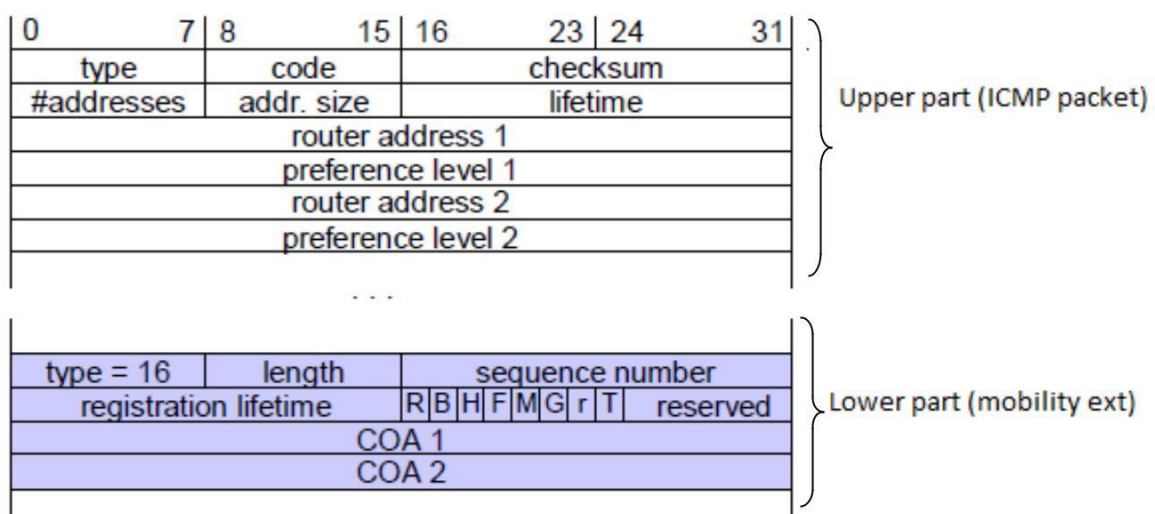 0 7 8 15 16 23 24 31
type code checksum
#addresses addr. size lifetime
Upper part (ICMP packet)
router address 1
preference level 1
router address 2
preference level 2
. . .
type = 16 length sequence number
registration lifetime R B H F M G r T reserved
Lower part (mobility ext)
COA 1
COA 2